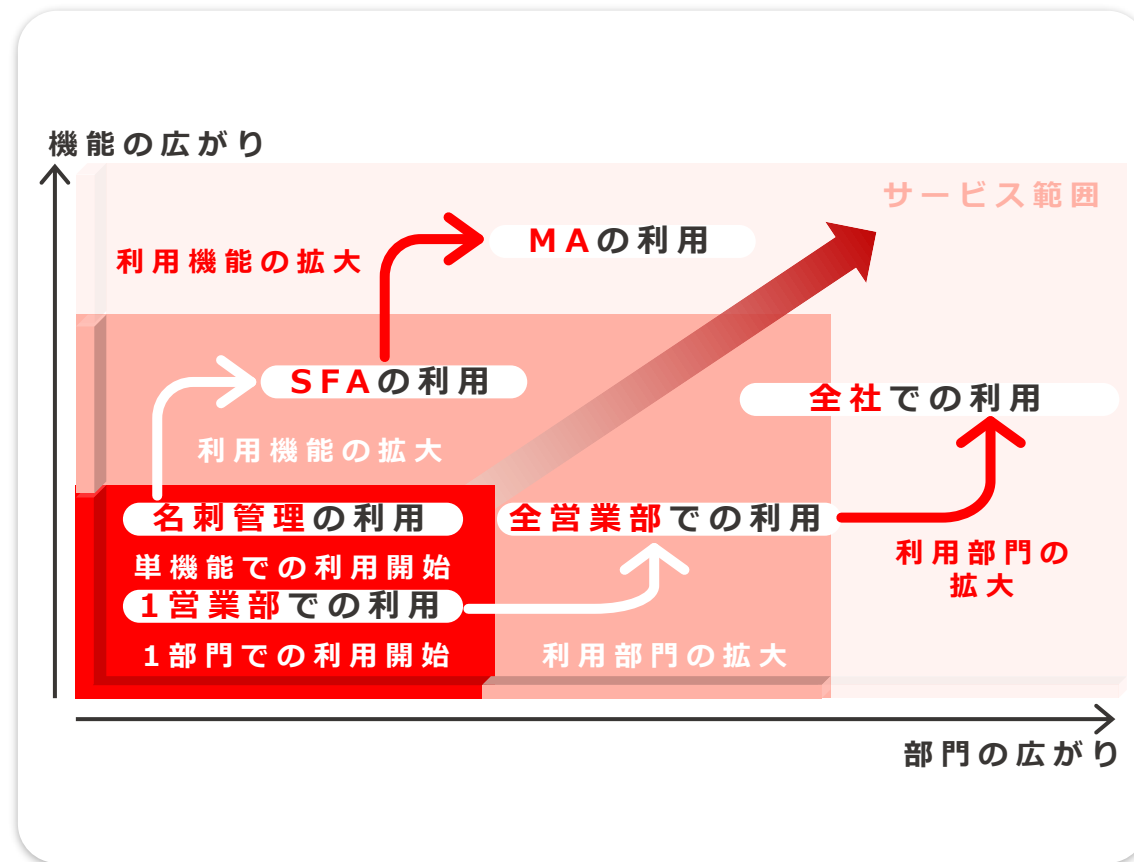 機能の広がり
サービス範囲
MAの利用
利用機能の拡大
SFAの利用
全社での利用
利用機能の拡大
名刺管理の利用
全営業部での利用
単機能での利用開始
利用部門の
拡大
1営業部での利用
1部門での利用開始
利用部門の拡大
部門の広がり